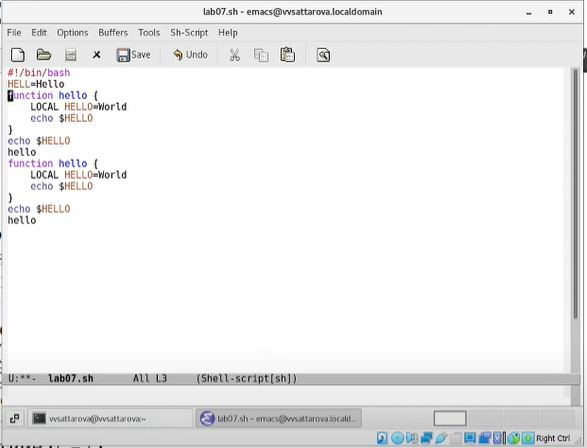 lab07.sh - emacs@vvsattarova.localdomain
File Edit Options Buffers Tools Sh-Script Help
Save Undo
#!/bin/bash
HELL=Hello
function hello {
    LOCAL HELLO=World
    echo $HELLO
}
echo $HELLO
hello
function hello {
    LOCAL HELLO=World
    echo $HELLO
}
echo $HELLO
hello
U:**- lab07.sh All L3 (Shell-script[sh])
vvsattarova@vvsattarova:~ lab07.sh - emacs@vvsattarova.locald...
Right Ctrl